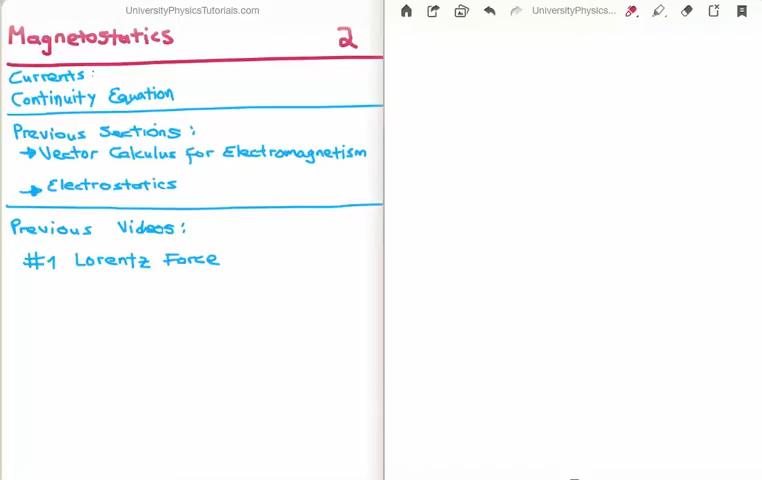 UniversityPhysicsTutorials.com
Magnetostatics 2
Currents:
Continuity Equation
Previous Sections:
→ Vector Calculus for Electromagnetism
→ Electrostatics
Previous Videos:
#1 Lorentz Force
UniversityPhysics...